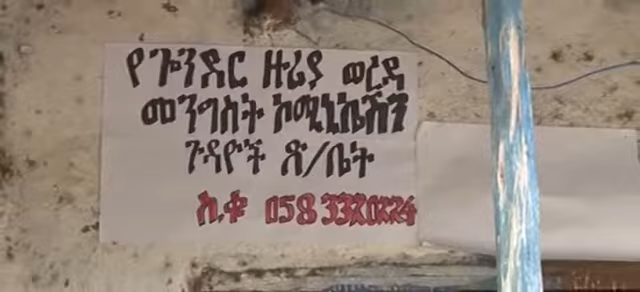 የጐንደር ዙሪያ ወረዳ
መንግስት ኮሚኒኬሽን
ጉዳዮች ጽ/ቤት
ስ.ቁ 058 3320224